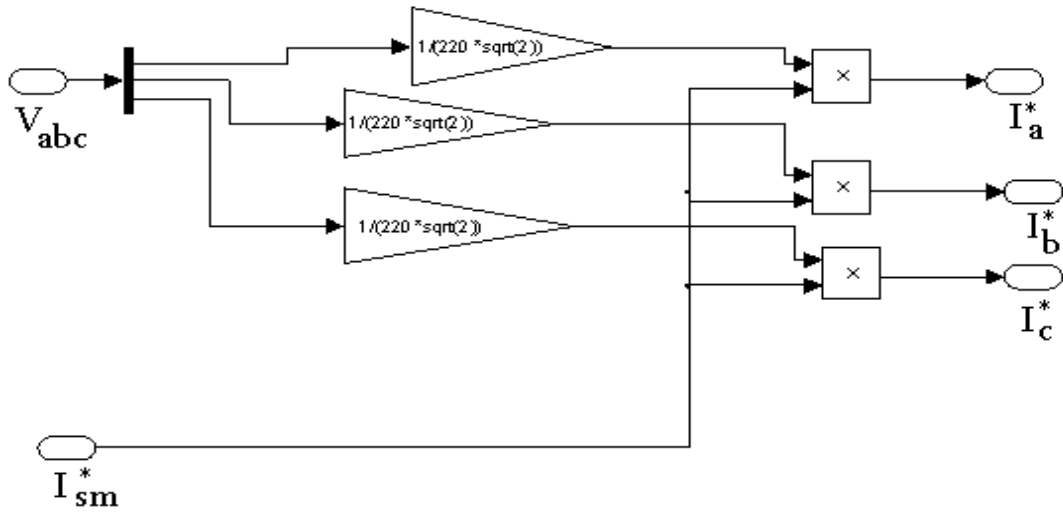 1/(220 *sqrt(2))
×
V_abc
I*_a
1/(220 *sqrt(2))
×
I*_b
1/(220 *sqrt(2))
×
I*_c
I*_sm